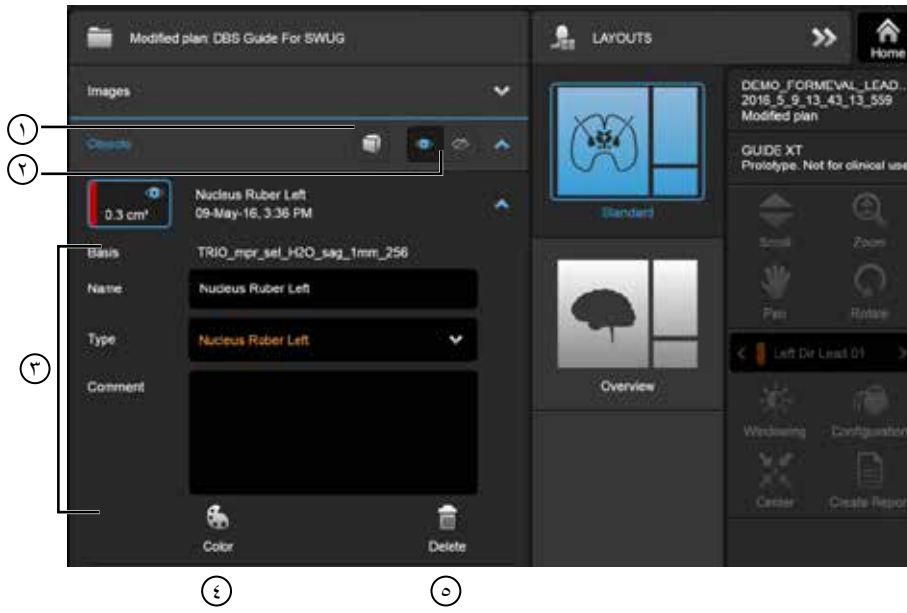 Modified plan: DBS Guide For SWUG
Images
Objects
0.3 cm³
Nucleus Ruber Left
09-May-16, 3:36 PM
Basis
TRIO_mpr_sel_H2O_sag_1mm_256
Name
Nucleus Ruber Left
Type
Nucleus Ruber Left
Comment
Color
Delete
LAYOUTS
Standard
Overview
Home
DEMO_FORMEVAL_LEAD...
2016_5_9_13_43_13_559
Modified plan
GUIDE XT
Prototype. Not for clinical use
Scroll
Zoom
Pan
Rotate
Left Dir Lead 01
Windowing
Configuration
Center
Create Report
١
٢
٣
٤
٥